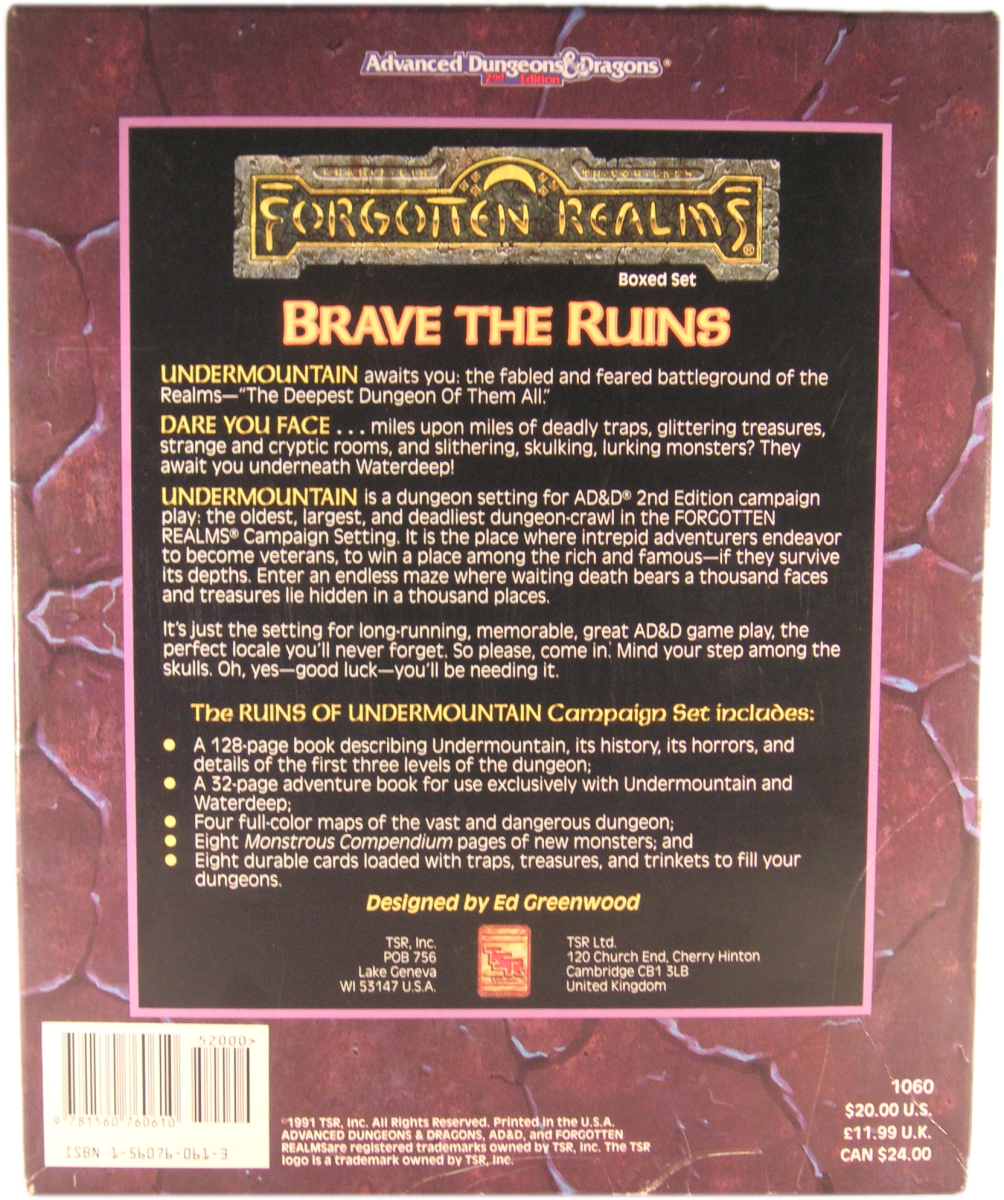 Advanced Dungeons & Dragons®
2nd Edition
FORGOTTEN REALMS®
Boxed Set
BRAVE THE RUINS
UNDERMOUNTAIN awaits you: the fabled and feared battleground of the
Realms—“The Deepest Dungeon Of Them All.”
DARE YOU FACE . . . miles upon miles of deadly traps, glittering treasures,
strange and cryptic rooms, and slithering, skulking, lurking monsters? They
await you underneath Waterdeep!
UNDERMOUNTAIN is a dungeon setting for AD&D® 2nd Edition campaign
play: the oldest, largest, and deadliest dungeon-crawl in the FORGOTTEN
REALMS® Campaign Setting. It is the place where intrepid adventurers endeavor
to become veterans, to win a place among the rich and famous—if they survive
its depths. Enter an endless maze where waiting death bears a thousand faces
and treasures lie hidden in a thousand places.
It's just the setting for long-running, memorable, great AD&D game play, the
perfect locale you'll never forget. So please, come in. Mind your step among the
skulls. Oh, yes—good luck—you'll be needing it.
The RUINS OF UNDERMOUNTAIN Campaign Set includes:
● A 128-page book describing Undermountain, its history, its horrors, and
details of the first three levels of the dungeon;
● A 32-page adventure book for use exclusively with Undermountain and
Waterdeep;
● Four full-color maps of the vast and dangerous dungeon;
● Eight Monstrous Compendium pages of new monsters; and
● Eight durable cards loaded with traps, treasures, and trinkets to fill your
dungeons.
Designed by Ed Greenwood
TSR, Inc.
POB 756
Lake Geneva
WI 53147 U.S.A.
TSR
TSR Ltd.
120 Church End, Cherry Hinton
Cambridge CB1 3LB
United Kingdom
52000>
9 781560 760610
ISBN 1-56076-061-3
©1991 TSR, Inc. All Rights Reserved. Printed in the U.S.A.
ADVANCED DUNGEONS & DRAGONS, AD&D, and FORGOTTEN
REALMSare registered trademarks owned by TSR, Inc. The TSR
logo is a trademark owned by TSR, Inc.
1060
$20.00 U.S.
£11.99 U.K.
CAN $24.00